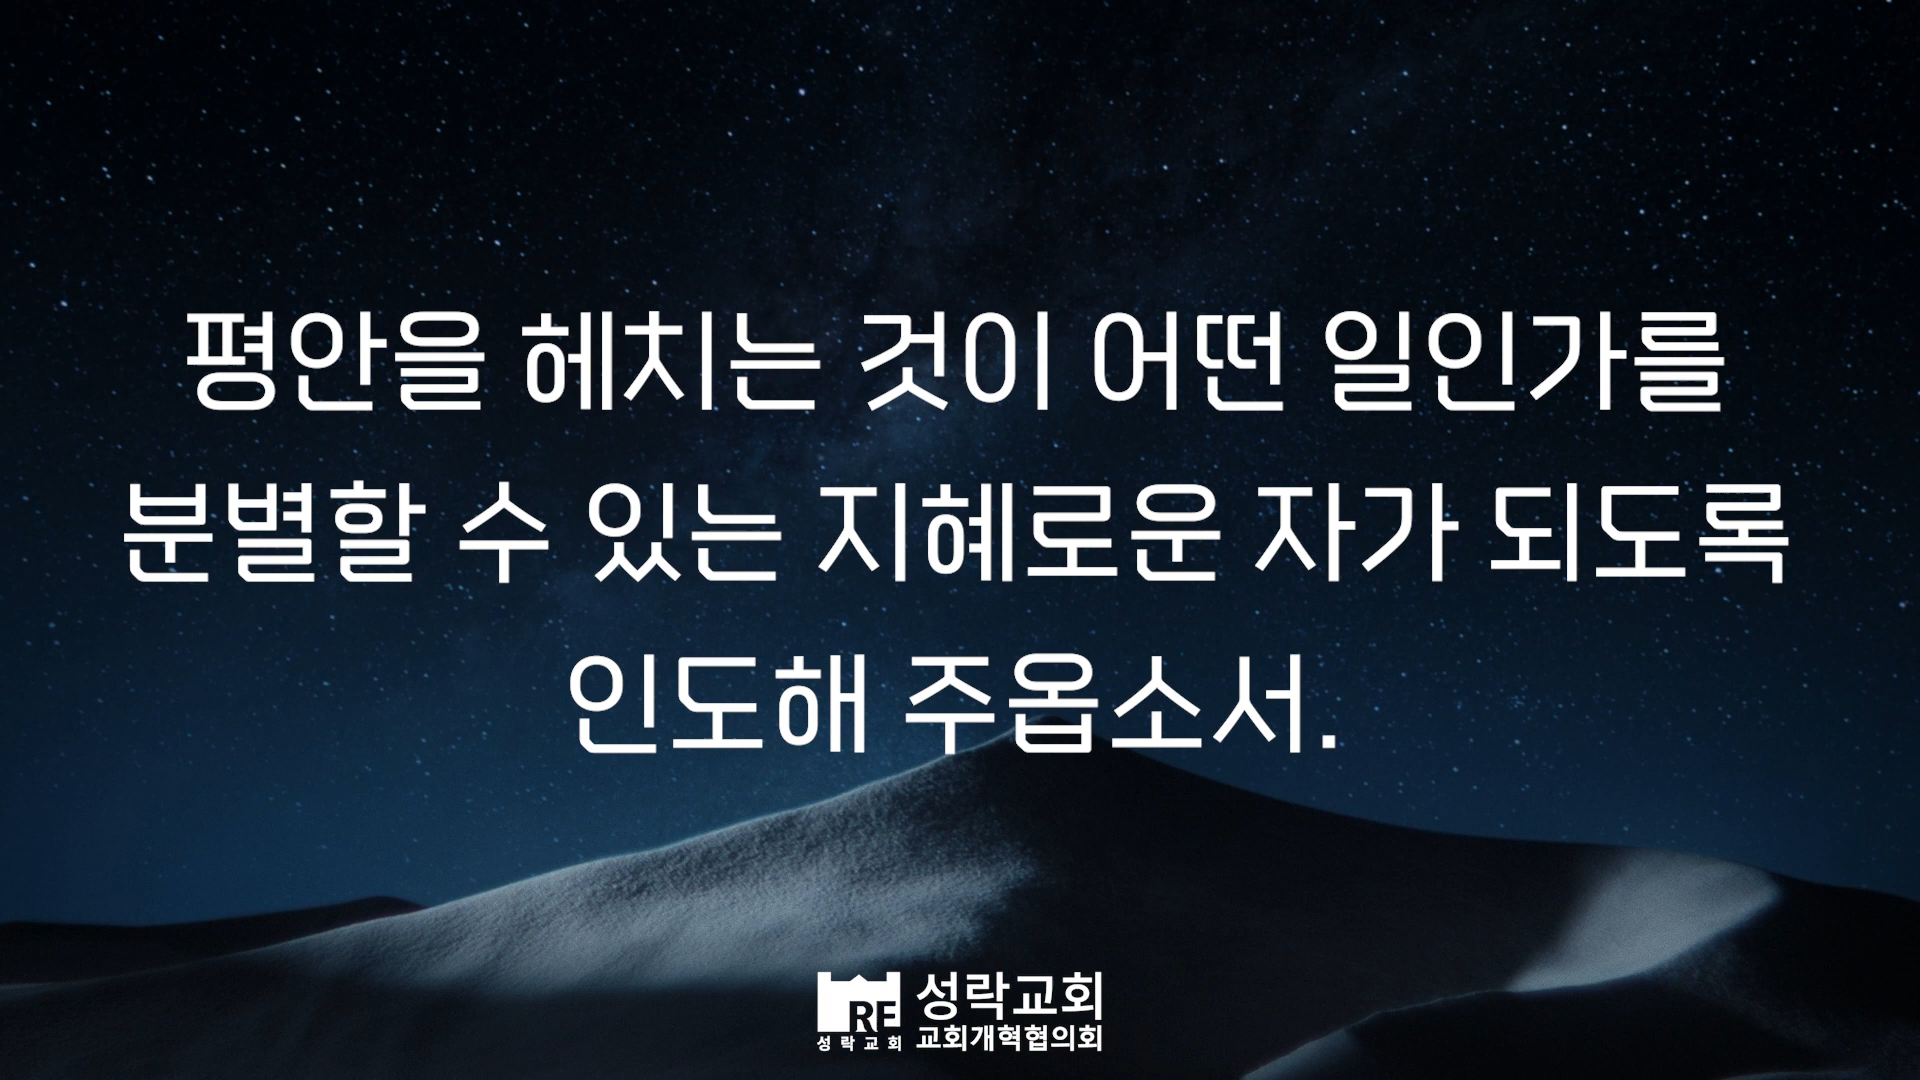 평안을 헤치는 것이 어떤 일인가를
분별할 수 있는 지혜로운 자가 되도록
인도해 주옵소서.
RE
성락교회
성락교회
교회개혁협의회